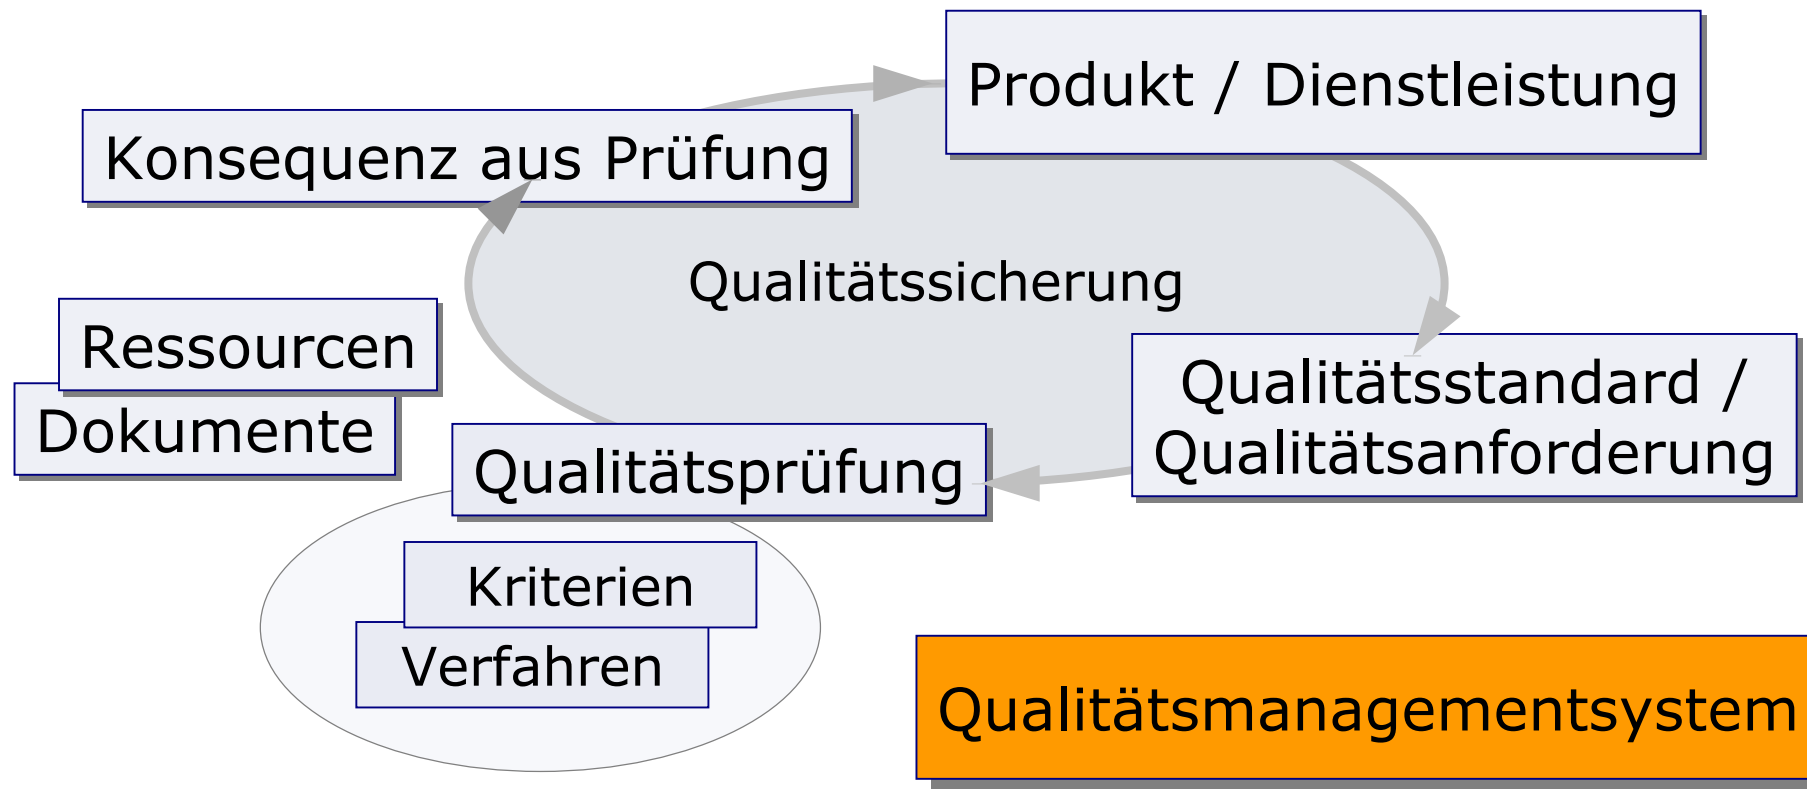 Produkt / Dienstleistung
Konsequenz aus Prüfung
Qualitätssicherung
Ressourcen
Dokumente
Qualitätsstandard /
Qualitätsanforderung
Qualitätsprüfung
Kriterien
Verfahren
Qualitätsmanagementsystem